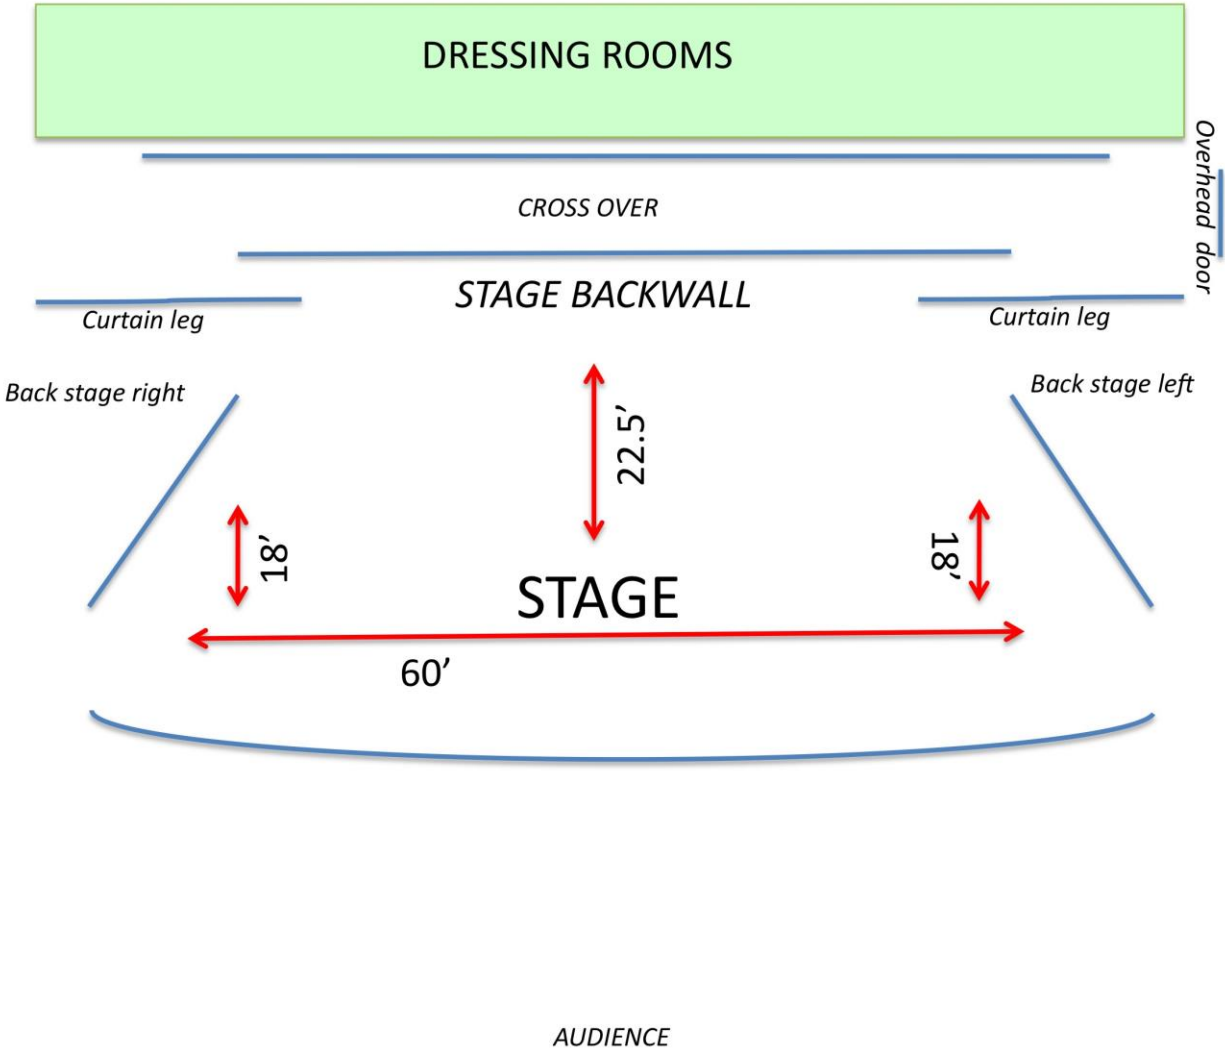 DRESSING ROOMS
Overhead door
CROSS OVER
STAGE BACKWALL
Curtain leg
Curtain leg
Back stage right
Back stage left
22.5’
18’
18’
STAGE
60’
AUDIENCE